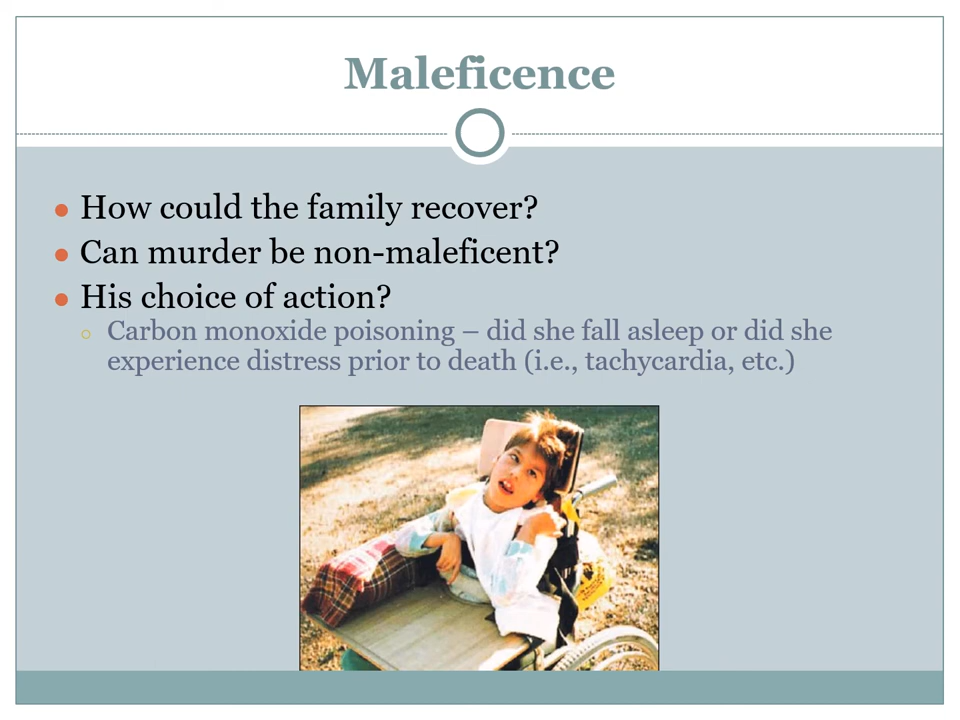 Maleficence
How could the family recover?
Can murder be non-maleficent?
His choice of action?
Carbon monoxide poisoning – did she fall asleep or did she
experience distress prior to death (i.e., tachycardia, etc.)